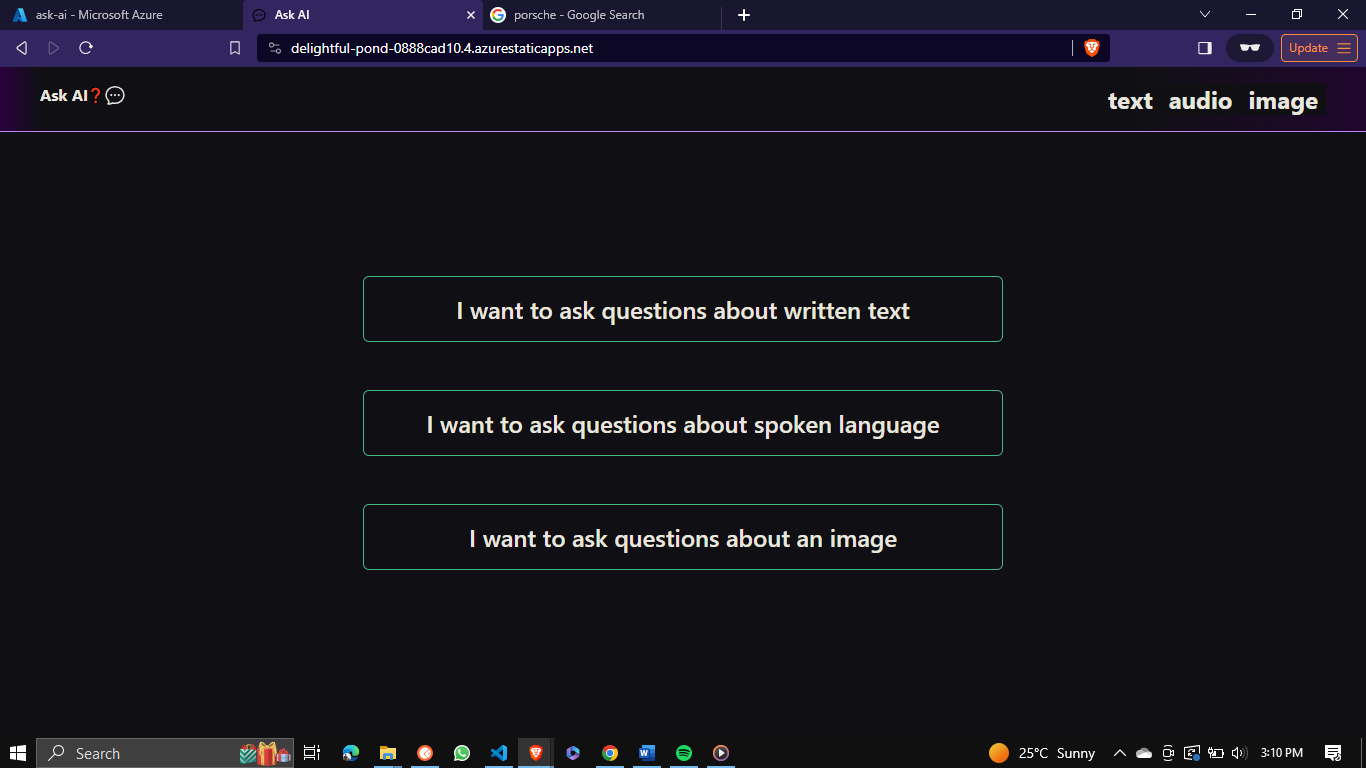 ask-ai - Microsoft Azure
Ask AI
porsche - Google Search
delightful-pond-0888cad10.4.azurestaticapps.net
Update
Ask AI❓💬
text audio image
I want to ask questions about written text
I want to ask questions about spoken language
I want to ask questions about an image
Search
25°C Sunny
3:10 PM